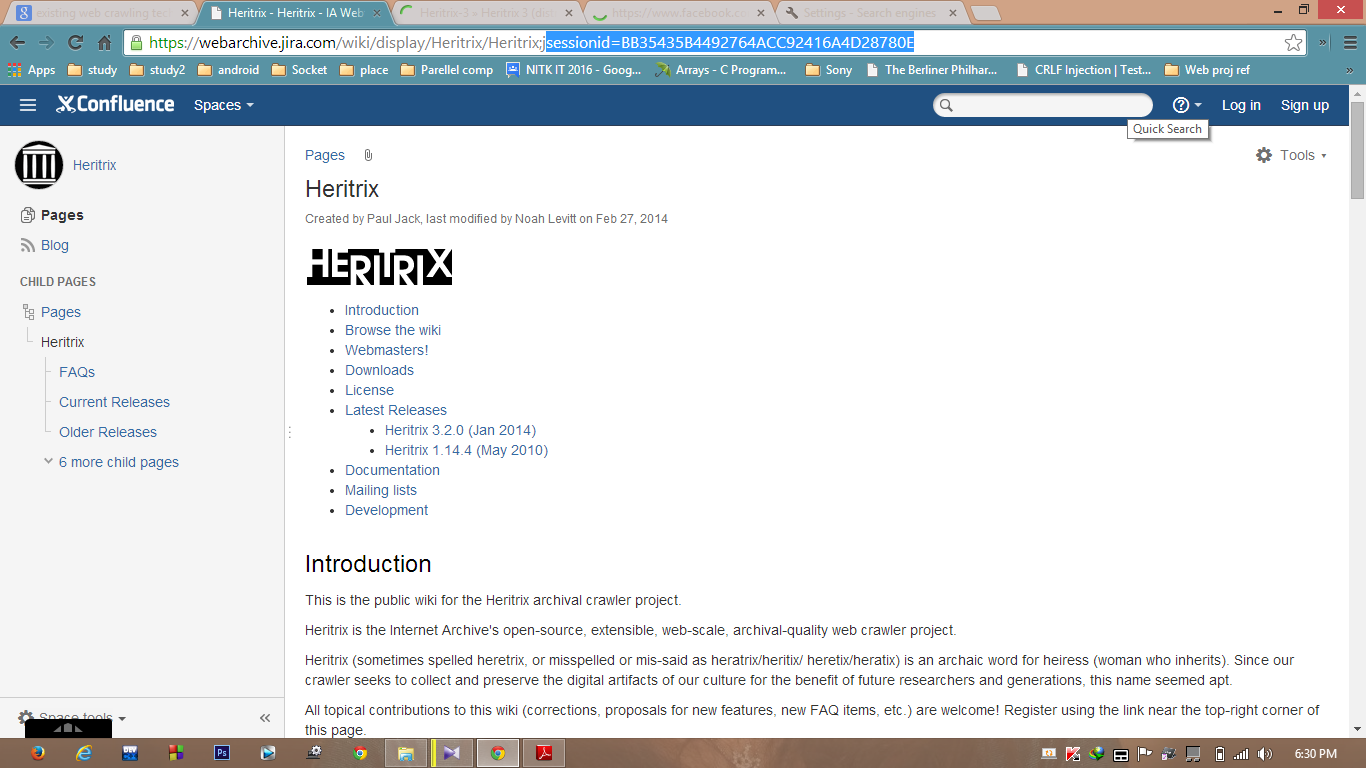 existing web crawling tech
Heritrix - Heritrix - IA Web
Heritrix-3 « Heritrix 3 (dist
https://www.facebook.co
Settings - Search engines
https://webarchive.jira.com/wiki/display/Heritrix/Heritrix;jsessionid=BB35435B4492764ACC92416A4D28780E
Apps study study2 android Socket place Parellel comp NITK IT 2016 - Goog... Arrays - C Program... Sony The Berliner Philhar... CRLF Injection | Test... Web proj ref
Confluence Spaces Log in Sign up
Quick Search
Heritrix
Pages
Blog
CHILD PAGES
Pages
Heritrix
FAQs
Current Releases
Older Releases
6 more child pages
Space tools
Pages
Tools
Heritrix
Created by Paul Jack, last modified by Noah Levitt on Feb 27, 2014
HERITRIX
Introduction
Browse the wiki
Webmasters!
Downloads
License
Latest Releases
Heritrix 3.2.0 (Jan 2014)
Heritrix 1.14.4 (May 2010)
Documentation
Mailing lists
Development
Introduction
This is the public wiki for the Heritrix archival crawler project.
Heritrix is the Internet Archive's open-source, extensible, web-scale, archival-quality web crawler project.
Heritrix (sometimes spelled heretrix, or misspelled or mis-said as heratrix/heritix/ heretix/heratix) is an archaic word for heiress (woman who inherits). Since our
crawler seeks to collect and preserve the digital artifacts of our culture for the benefit of future researchers and generations, this name seemed apt.
All topical contributions to this wiki (corrections, proposals for new features, new FAQ items, etc.) are welcome! Register using the link near the top-right corner of
this page.
Ps
6:30 PM